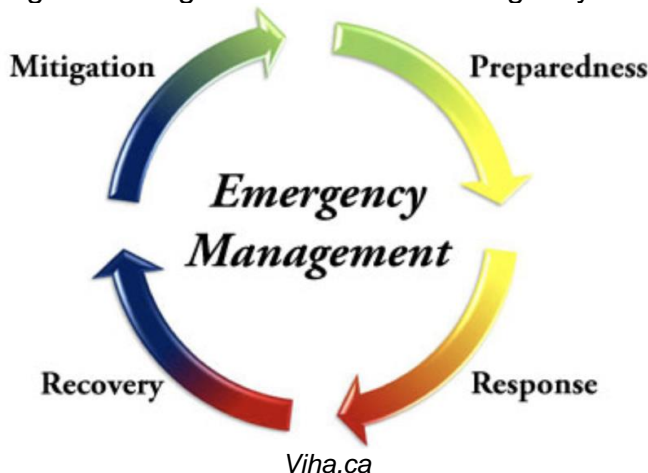 Mitigation
Preparedness
Emergency
Management
Recovery
Response
Viha.ca